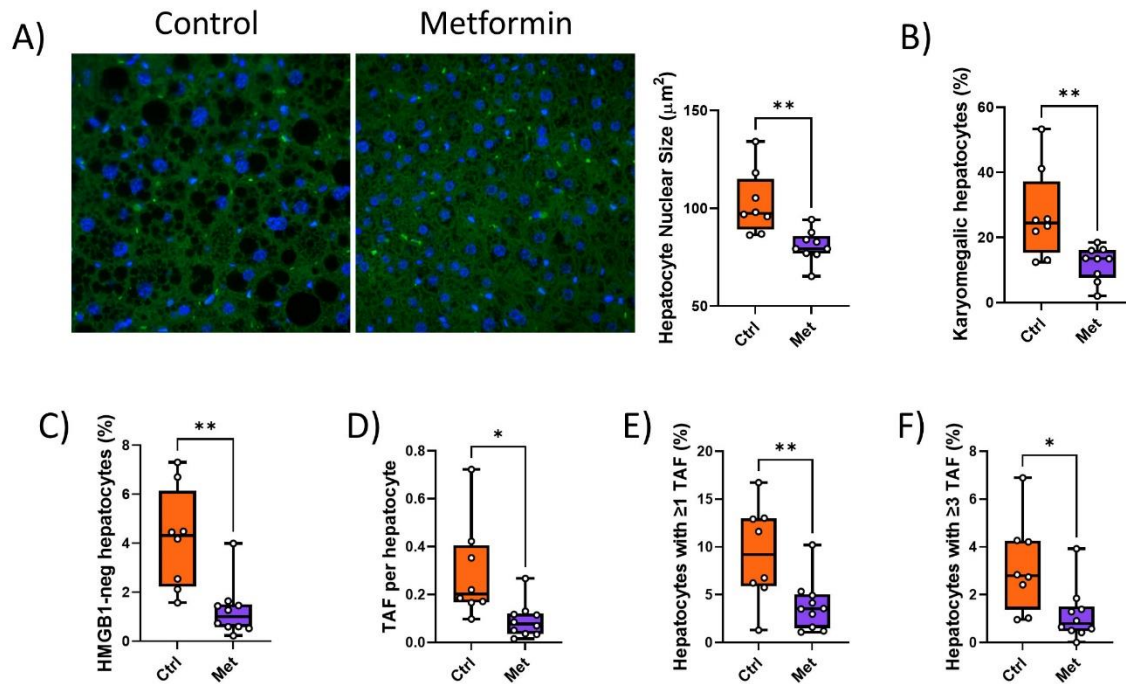 A)
Control
Metformin
Hepatocyte Nuclear Size (μm²)
150
100
50
**
Ctrl
Met
B)
Karyomegalic hepatocytes (%)
60
40
20
0
**
Ctrl
Met
C)
HMGB1-neg hepatocytes (%)
8
6
4
2
0
**
Ctrl
Met
D)
TAF per hepatocyte
0.8
0.6
0.4
0.2
0.0
*
Ctrl
Met
E)
Hepatocytes with ≥1 TAF (%)
20
15
10
5
0
**
Ctrl
Met
F)
Hepatocytes with ≥3 TAF (%)
8
6
4
2
0
*
Ctrl
Met